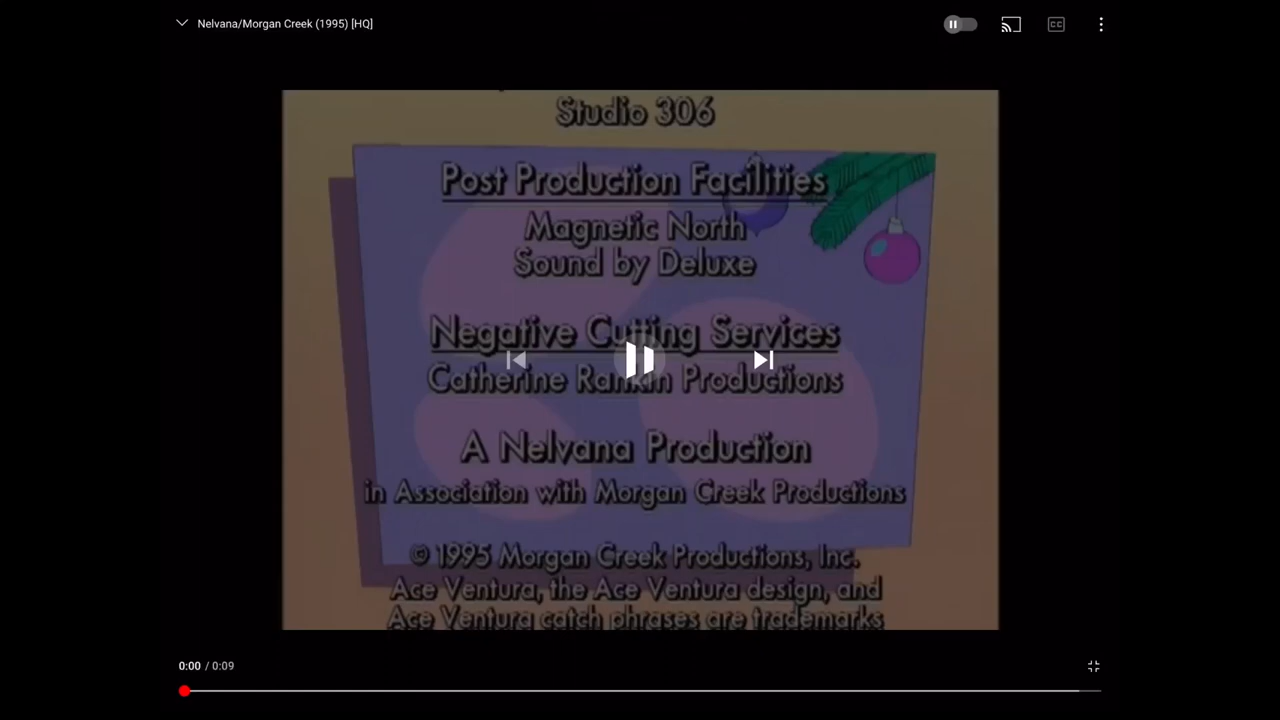 Nelvana/Morgan Creek (1995) [HQ]
CC
Studio 306
Post Production Facilities
Magnetic North
Sound by Deluxe
Negative Cutting Services
Catherine Rankin Productions
A Nelvana Production
in Association with Morgan Creek Productions
© 1995 Morgan Creek Productions, Inc.
Ace Ventura, the Ace Ventura design, and
Ace Ventura catch phrases are trademarks
0:00 / 0:09